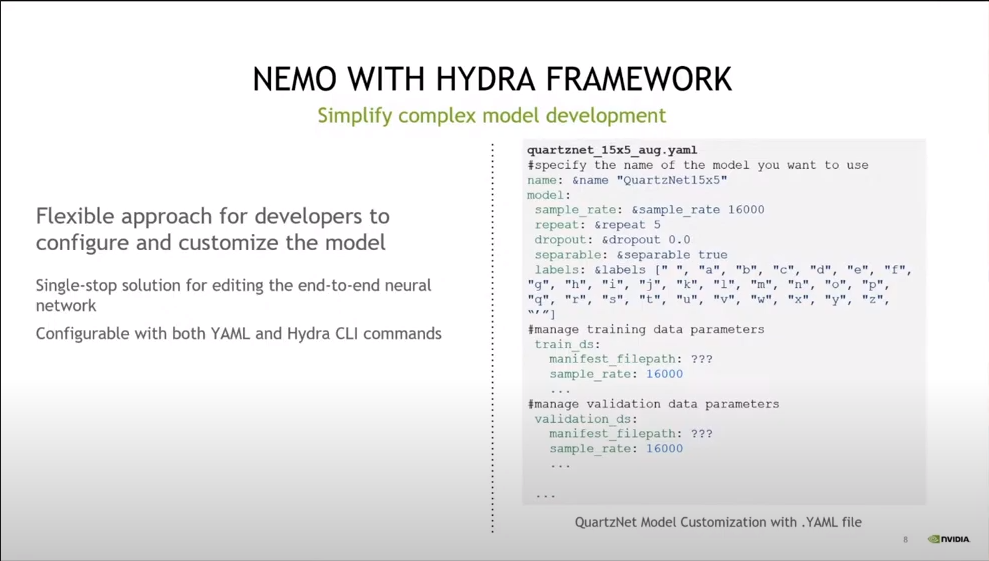 NEMO WITH HYDRA FRAMEWORK
Simplify complex model development
Flexible approach for developers to
configure and customize the model
Single-stop solution for editing the end-to-end neural
network
Configurable with both YAML and Hydra CLI commands
quartznet_15x5_aug.yaml
#specify the name of the model you want to use
name: &name "QuartzNet15x5"
model:
sample_rate: &sample_rate 16000
repeat: &repeat 5
dropout: &dropout 0.0
separable: &separable true
labels: &labels [" ", "a", "b", "c", "d", "e", "f",
"g", "h", "i", "j", "k", "l", "m", "n", "o", "p",
"q", "r", "s", "t", "u", "v", "w", "x", "y", "z",
“’”]
#manage training data parameters
train_ds:
manifest_filepath: ???
sample_rate: 16000
...
#manage validation data parameters
validation_ds:
manifest_filepath: ???
sample_rate: 16000
...
...
QuartzNet Model Customization with .YAML file
8
NVIDIA.